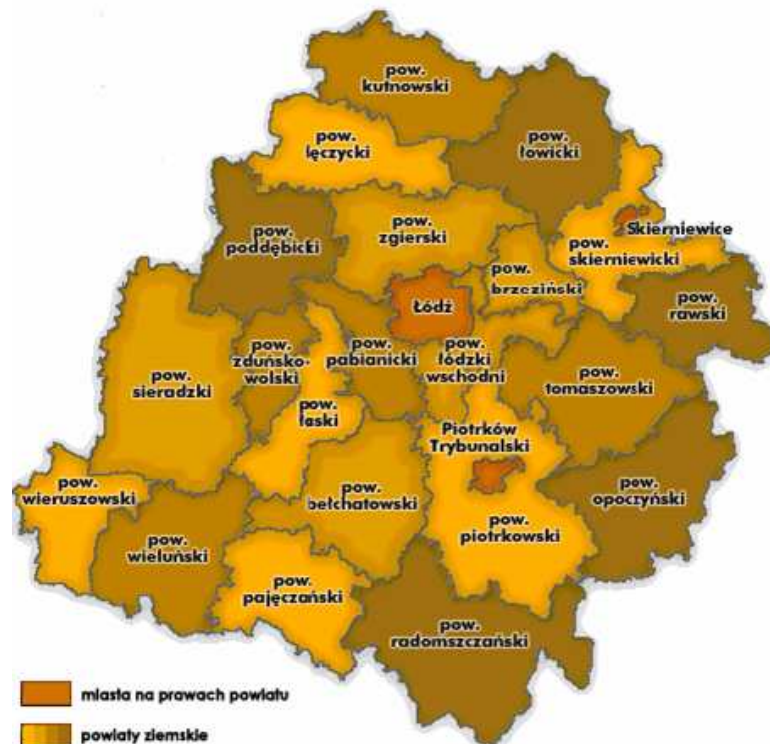 pow.
kutnowski
pow.
łęczycki
pow.
łowicki
pow.
poddębicki
pow.
zgierski
Skierniewice
pow.
skierniewicki
pow.
brzeziński
pow.
rawski
Łódź
pow.
sieradzki
pow.
zduńsko-
wolski
pow.
pabianicki
pow.
łódzki
wschodni
pow.
tomaszowski
pow.
łaski
Piotrków
Trybunalski
pow.
wieruszowski
pow.
bełchatowski
pow.
opoczyński
pow.
wieluński
pow.
piotrkowski
pow.
pajęczański
pow.
radomszczański
miasta na prawach powiatu
powiaty ziemskie